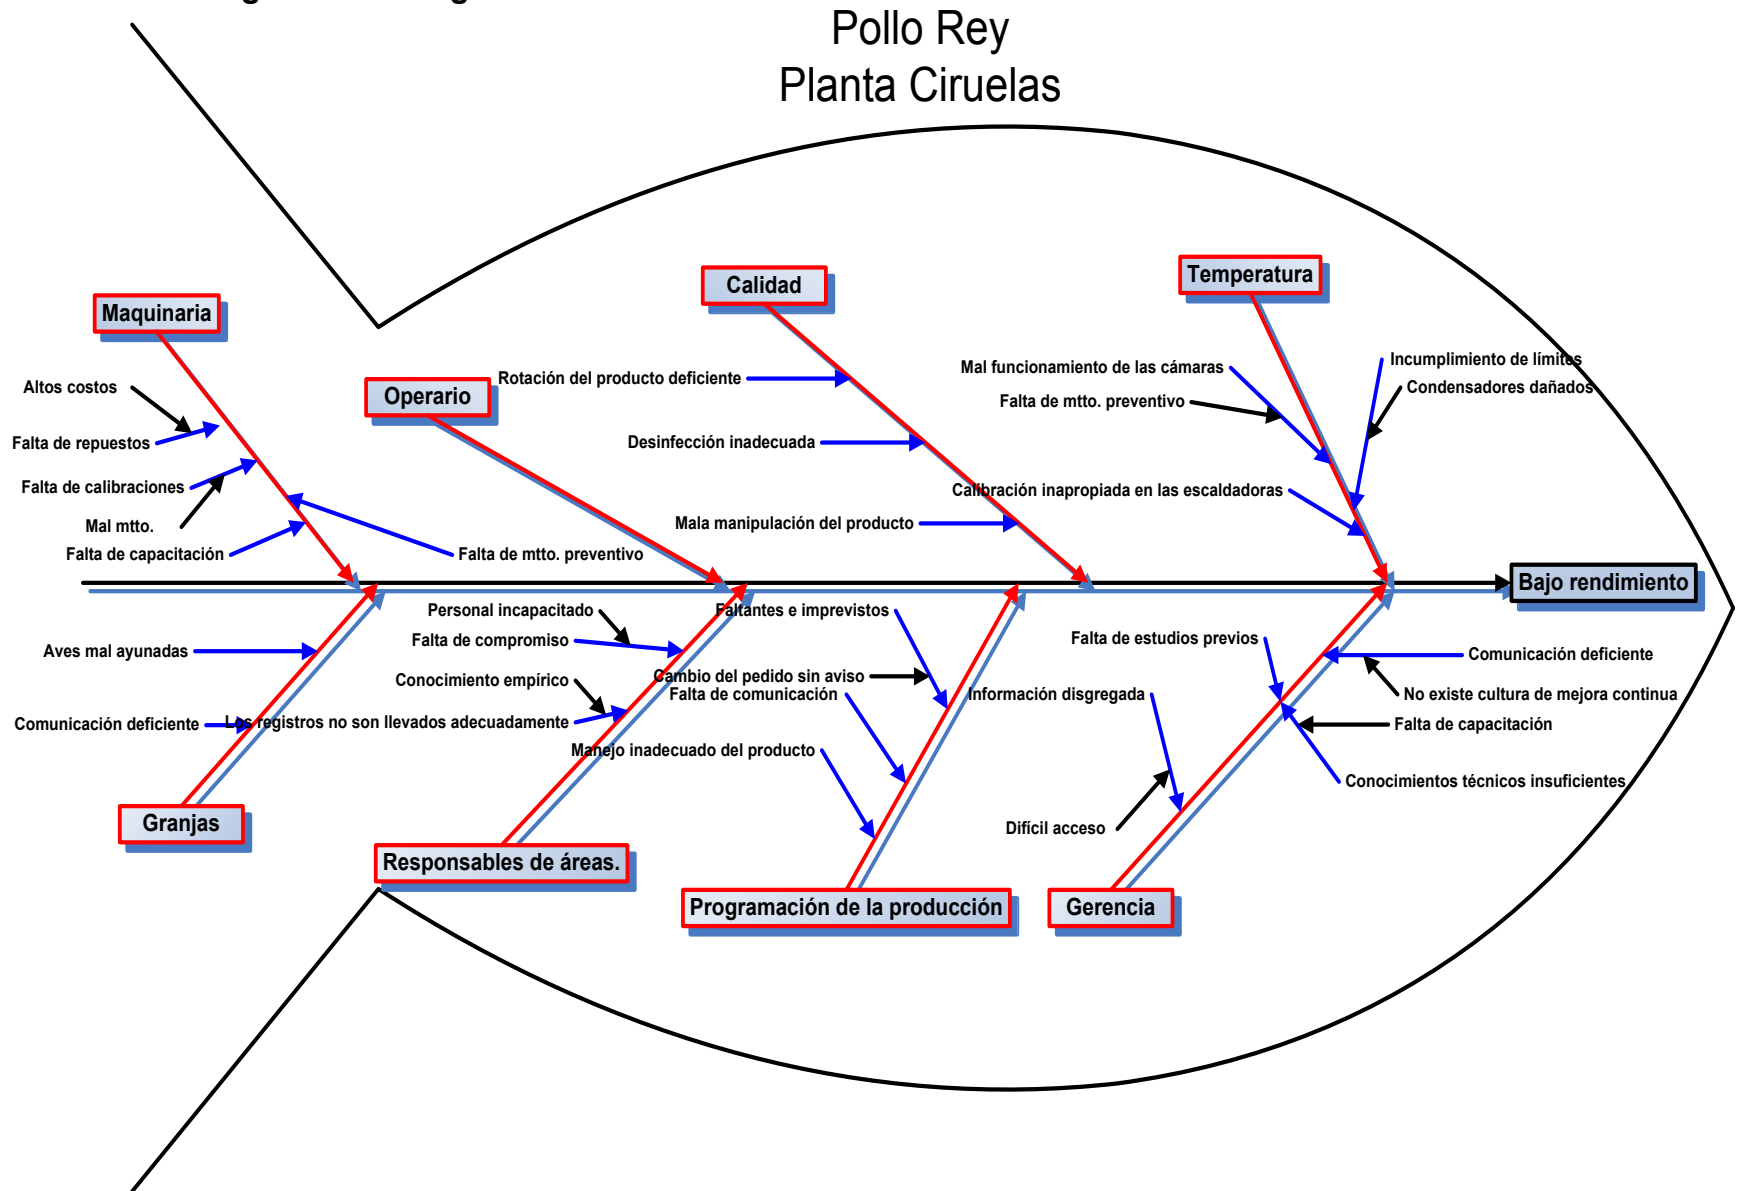 Pollo Rey
Planta Ciruelas
Temperatura
Calidad
Maquinaria
Operario
Altos costos
Falta de repuestos
Falta de calibraciones
Mal mtto.
Falta de capacitación
Falta de mtto. preventivo
Rotación del producto deficiente
Desinfección inadecuada
Mala manipulación del producto
Mal funcionamiento de las cámaras
Falta de mtto. preventivo
Calibración inapropiada en las escaldadoras
Incumplimiento de límites
Condensadores dañados
Bajo rendimiento
Aves mal ayunadas
Comunicación deficiente
Personal incapacitado
Falta de compromiso
Conocimiento empírico
Los registros no son llevados adecuadamente
Faltantes e imprevistos
Cambio del pedido sin aviso
Falta de comunicación
Manejo inadecuado del producto
Falta de estudios previos
Información disgregada
Difícil acceso
Comunicación deficiente
No existe cultura de mejora continua
Falta de capacitación
Conocimientos técnicos insuficientes
Granjas
Responsables de áreas.
Programación de la producción
Gerencia